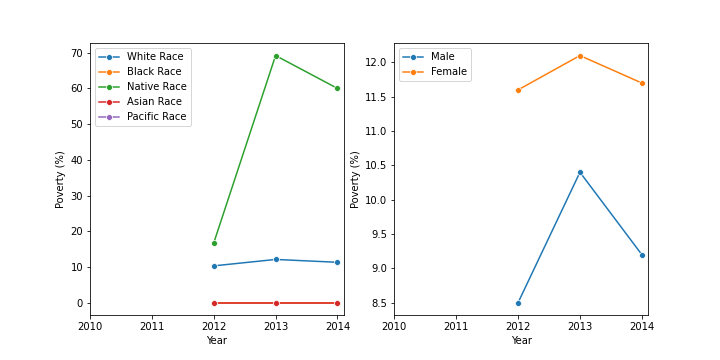 70
60
50
40
30
20
10
0
Poverty (%)
White Race
Black Race
Native Race
Asian Race
Pacific Race
2010 2011 2012 2013 2014
Year
12.0
11.5
11.0
10.5
10.0
9.5
9.0
8.5
Poverty (%)
Male
Female
2010 2011 2012 2013 2014
Year